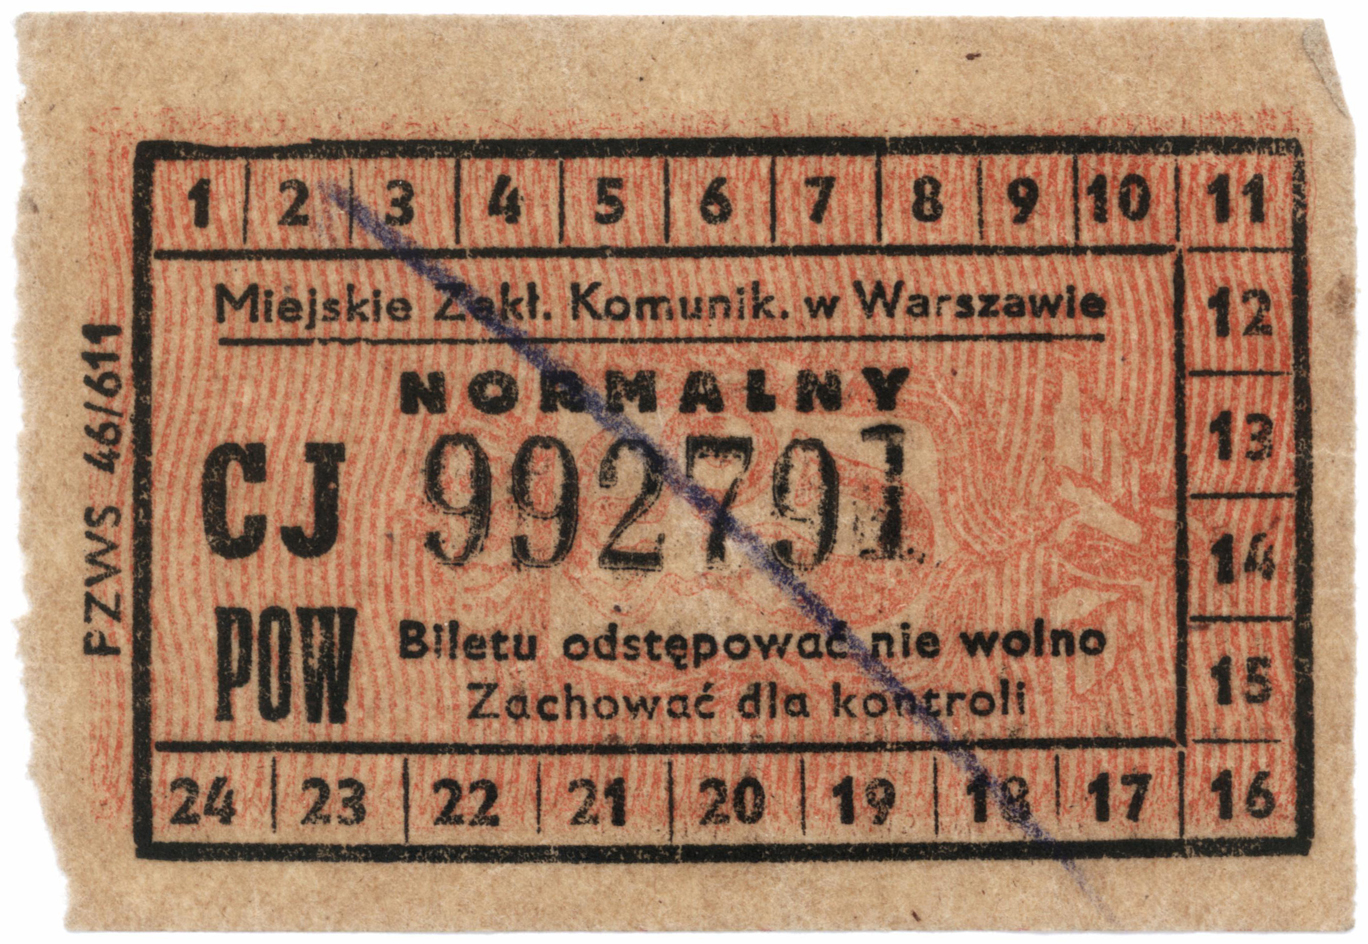 1 2 3 4 5 6 7 8 9 10 11
Miejskie Zakł. Komunik. w Warszawie
12
NORMALNY
13
CJ 992791
14
POW
Biletu odstępować nie wolno
15
Zachować dla kontroli
24 23 22 21 20 19 18 17 16
PZWS 46/611